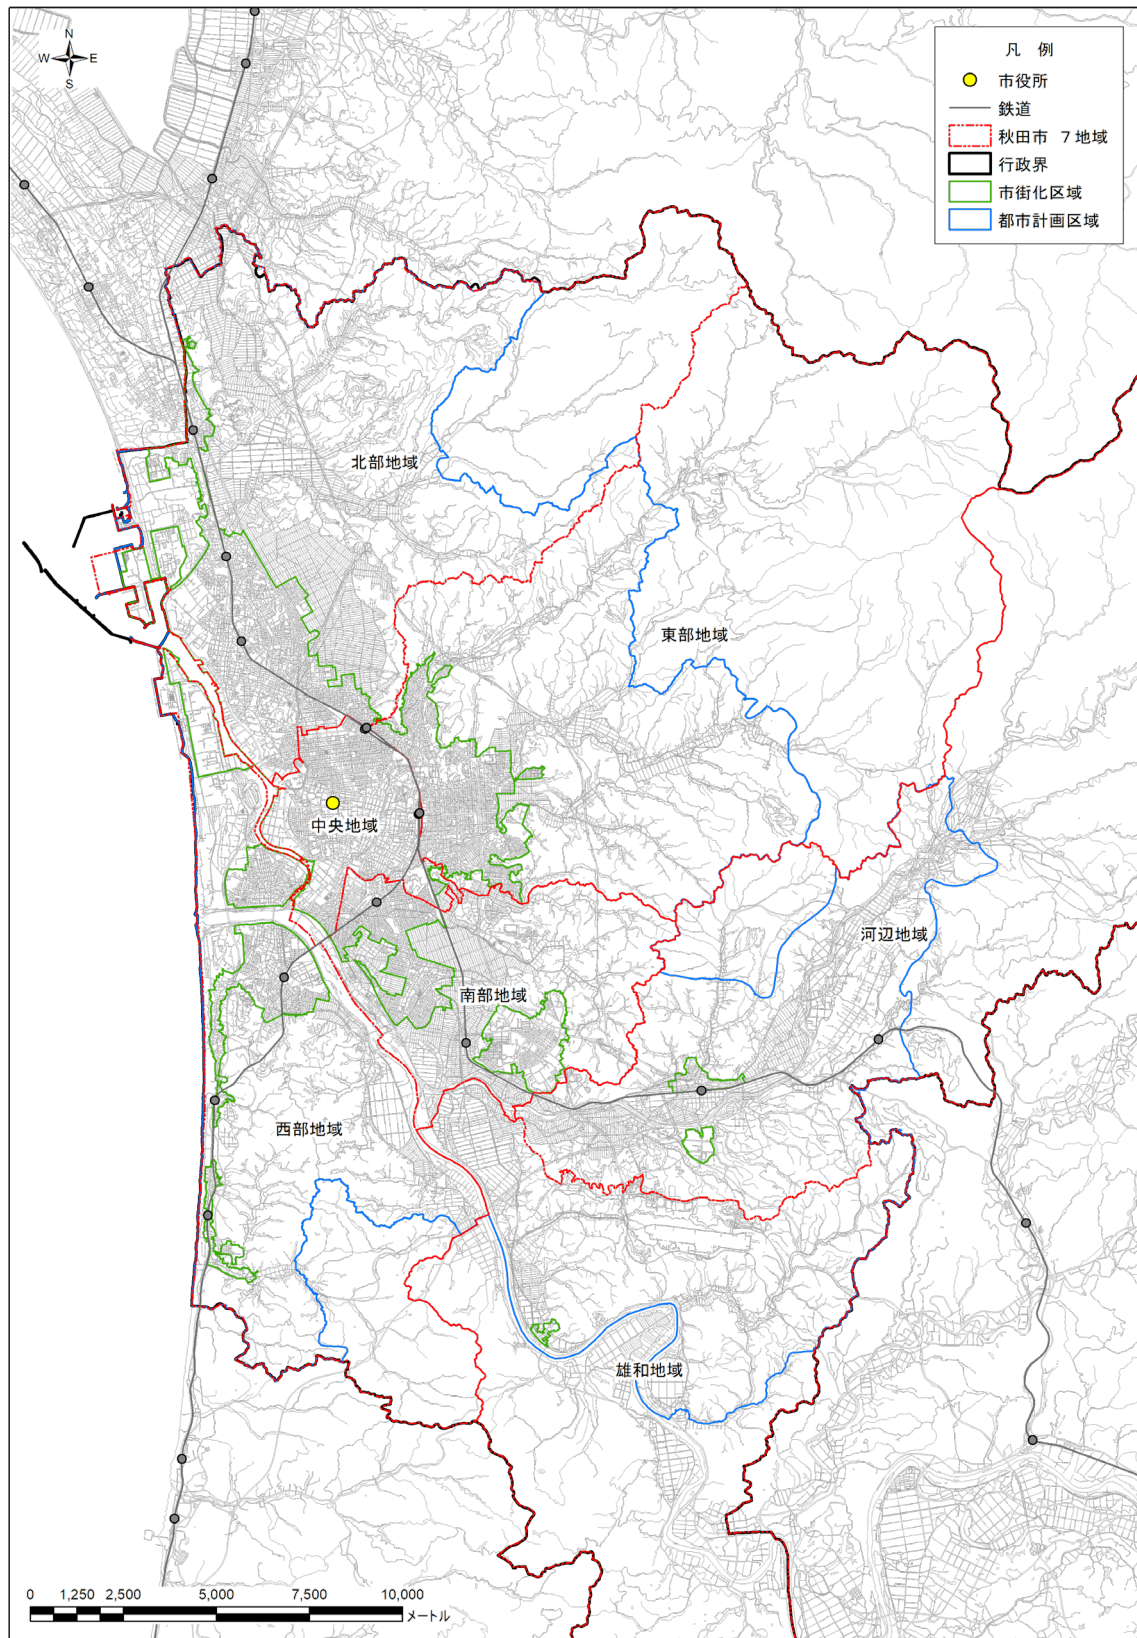 N
W E
S
凡 例
市役所
鉄道
秋田市 7地域
行政界
市街化区域
都市計画区域
北部地域
東部地域
中央地域
河辺地域
南部地域
西部地域
雄和地域
0 1,250 2,500 5,000 7,500 10,000
メートル